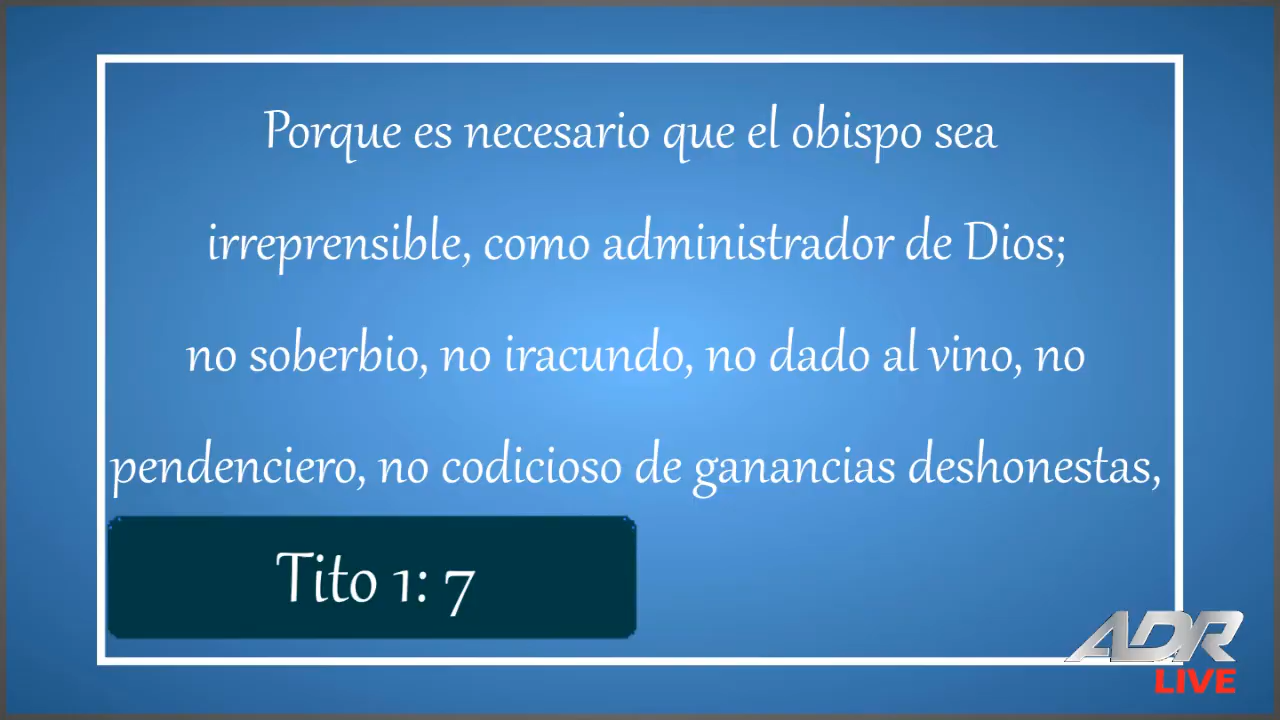 Porque es necesario que el obispo sea
irreprensible, como administrador de Dios;
no soberbio, no iracundo, no dado al vino, no
pendenciero, no codicioso de ganancias deshonestas,
Tito 1: 7
ADR
LIVE